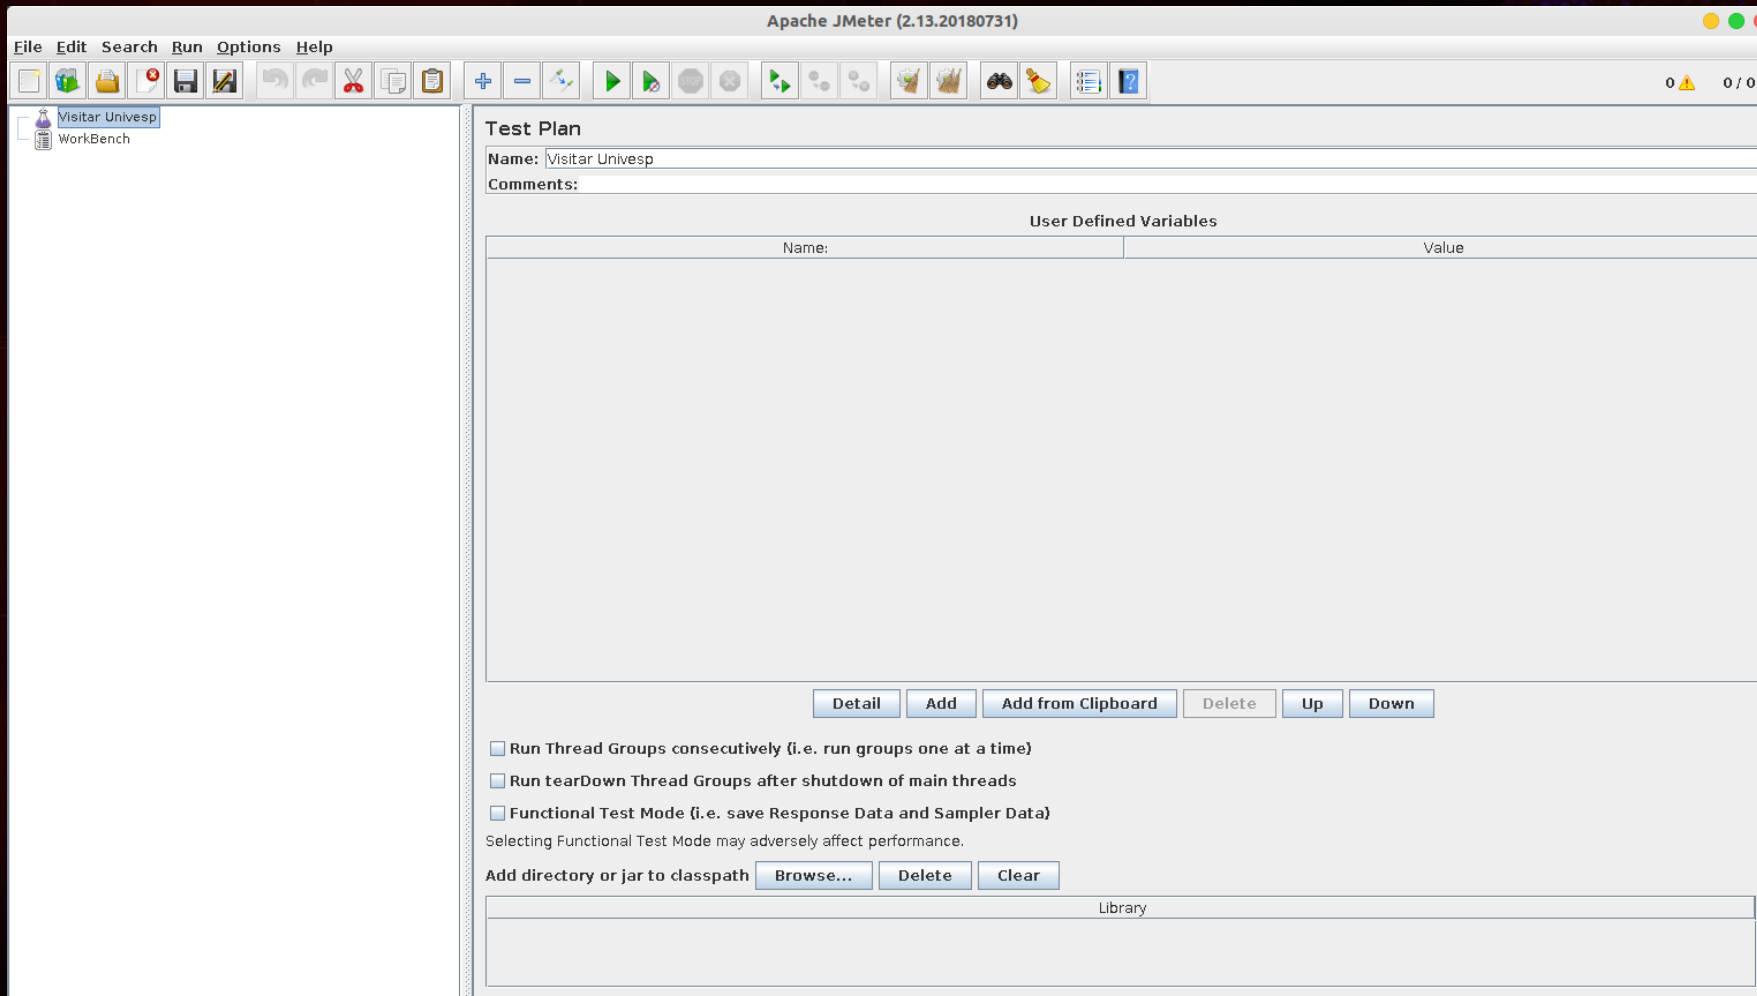 Apache JMeter (2.13.20180731)
File Edit Search Run Options Help
STOP
0 0 / 0
Visitar Univesp
WorkBench
Test Plan
Name: Visitar Univesp
Comments:
User Defined Variables
Name: Value
Detail Add Add from Clipboard Delete Up Down
Run Thread Groups consecutively (i.e. run groups one at a time)
Run tearDown Thread Groups after shutdown of main threads
Functional Test Mode (i.e. save Response Data and Sampler Data)
Selecting Functional Test Mode may adversely affect performance.
Add directory or jar to classpath Browse... Delete Clear
Library